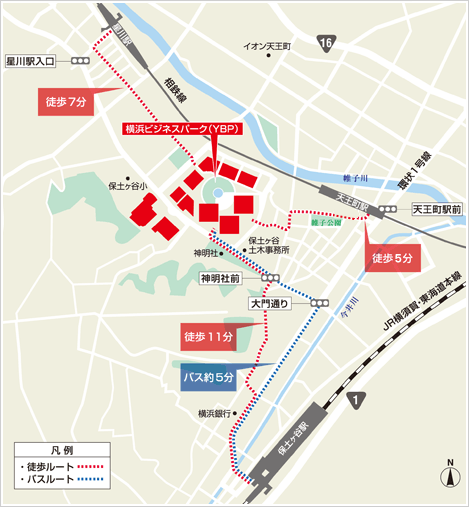 星川駅
16
イオン天王町
星川駅入口
相鉄線
徒歩7分
横浜ビジネスパーク(YBP)
環状1号線
帷子川
保土ヶ谷小
天王町駅
天王町駅前
帷子公園
保土ヶ谷
土木事務所
神明社
徒歩5分
神明社前
大門通り
今井川
JR横須賀・東海道本線
徒歩11分
バス約5分
1
横浜銀行
保土ヶ谷駅
凡例
・徒歩ルート
・バスルート
N